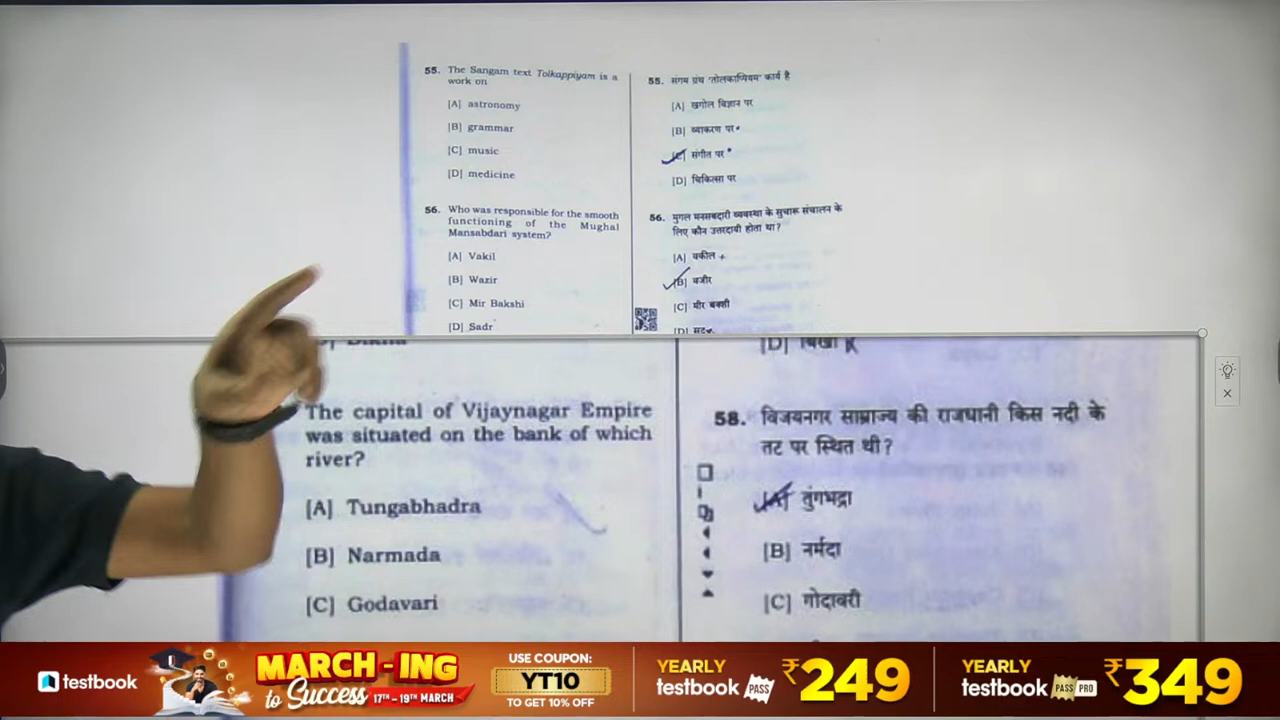 55. The Sangam text Tolkappiyam is a
work on
[A] astronomy
[B] grammar
[C] music
[D] medicine
56. Who was responsible for the smooth
functioning of the Mughal
Mansabdari system?
[A] Vakil
[B] Wazir
[C] Mir Bakshi
[D] Sadr
55. संगम ग्रंथ 'तोलकाप्पियम' कार्य है
[A] खगोल विज्ञान पर
[B] व्याकरण पर
[C] संगीत पर
[D] चिकित्सा पर
56. मुगल मनसबदारी व्यवस्था के सुचारू संचालन के
लिए कौन उत्तरदायी होता था?
[A] वकील
[B] वजीर
[C] मीर बक्शी
[D] सद्र
The capital of Vijaynagar Empire
was situated on the bank of which
river?
[A] Tungabhadra
[B] Narmada
[C] Godavari
[D]
58. विजयनगर साम्राज्य की राजधानी किस नदी के
तट पर स्थित थी?
[A] तुंगभद्रा
[B] नर्मदा
[C] गोदावरी
testbook
MARCH-ING
to Success 17TH - 19TH MARCH
USE COUPON:
YT10
TO GET 10% OFF
YEARLY
testbook PASS
₹249
YEARLY
testbook PASS PRO
₹349